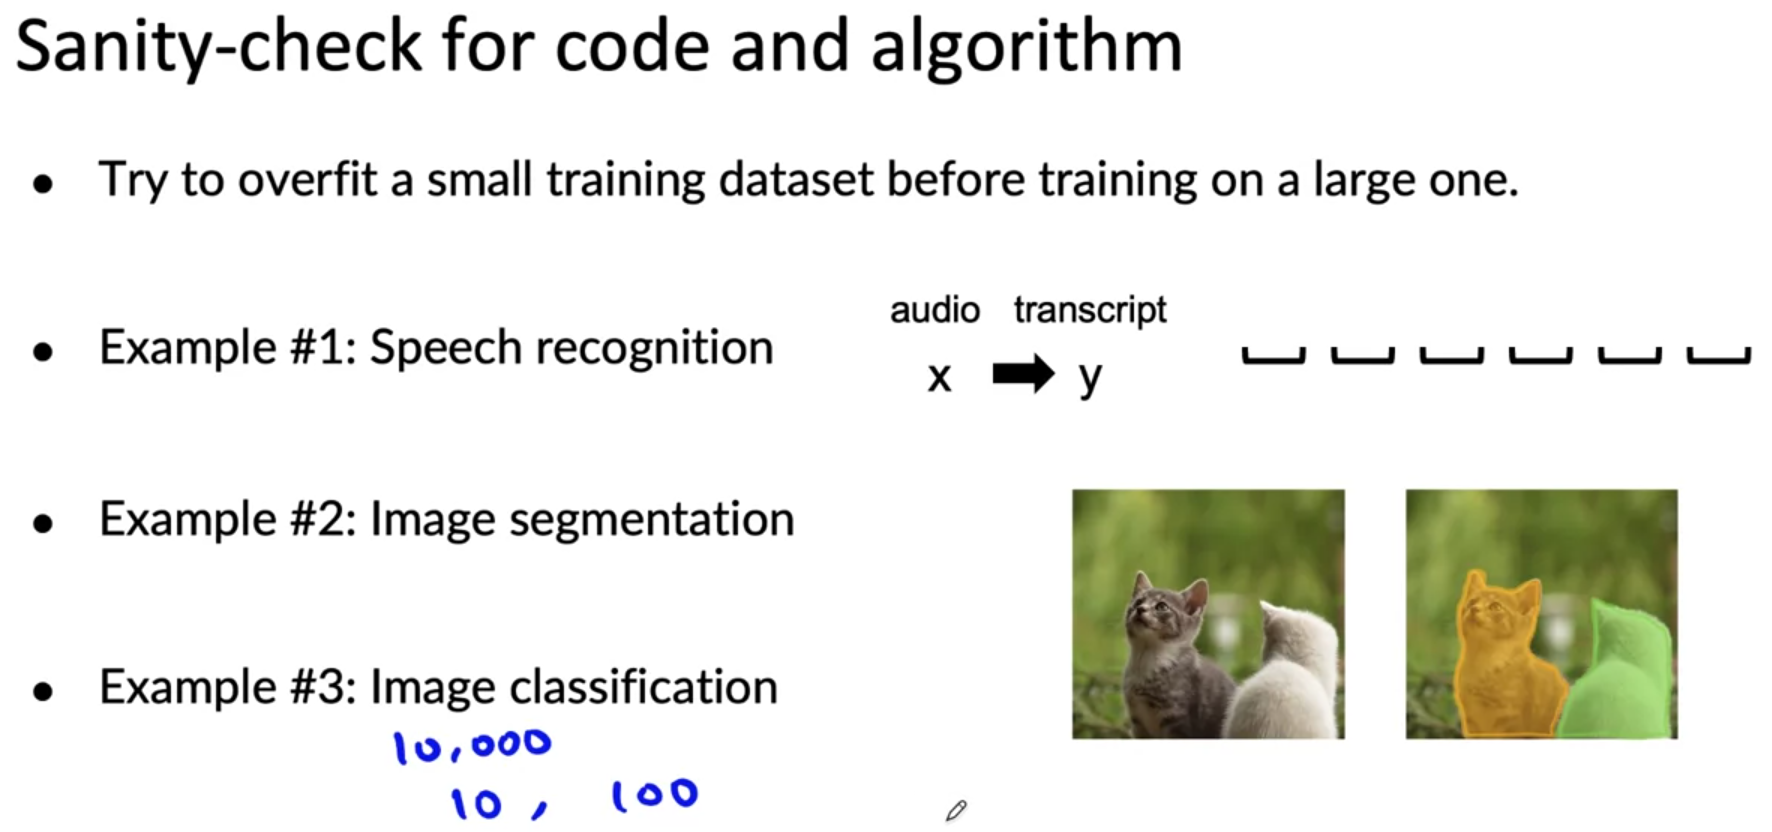 Sanity-check for code and algorithm
• Try to overfit a small training dataset before training on a large one.
• Example #1: Speech recognition
audio transcript
x ➡ y
• Example #2: Image segmentation
• Example #3: Image classification
10,000
10, 100